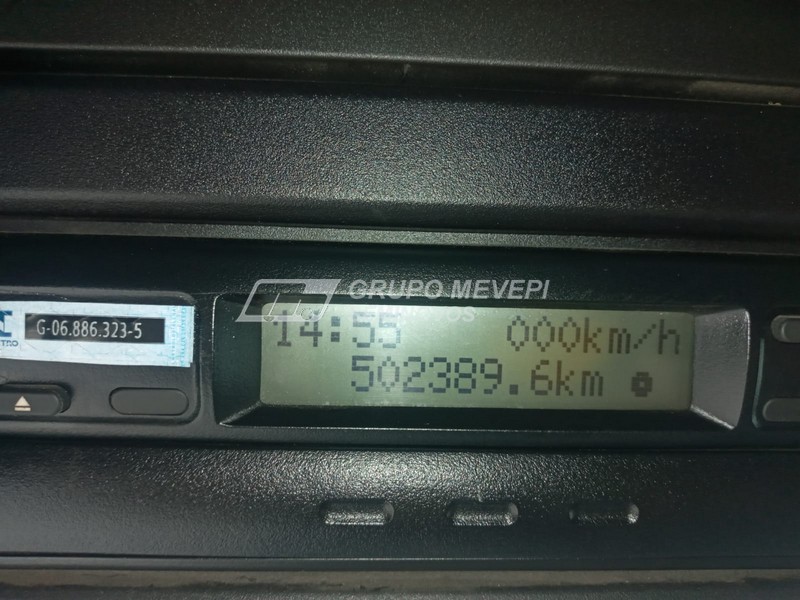 GRUPO MEVEPI
14:55 000km/h
502389.6km
G-06.886.323-5